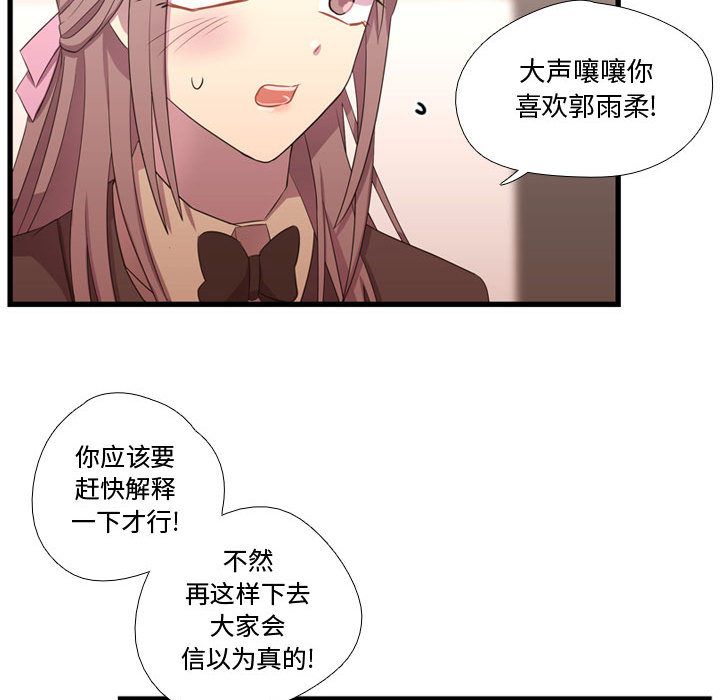 大声嚷嚷你
喜欢郭雨柔!
你应该要
赶快解释
一下才行!
不然
再这样下去
大家会
信以为真的!